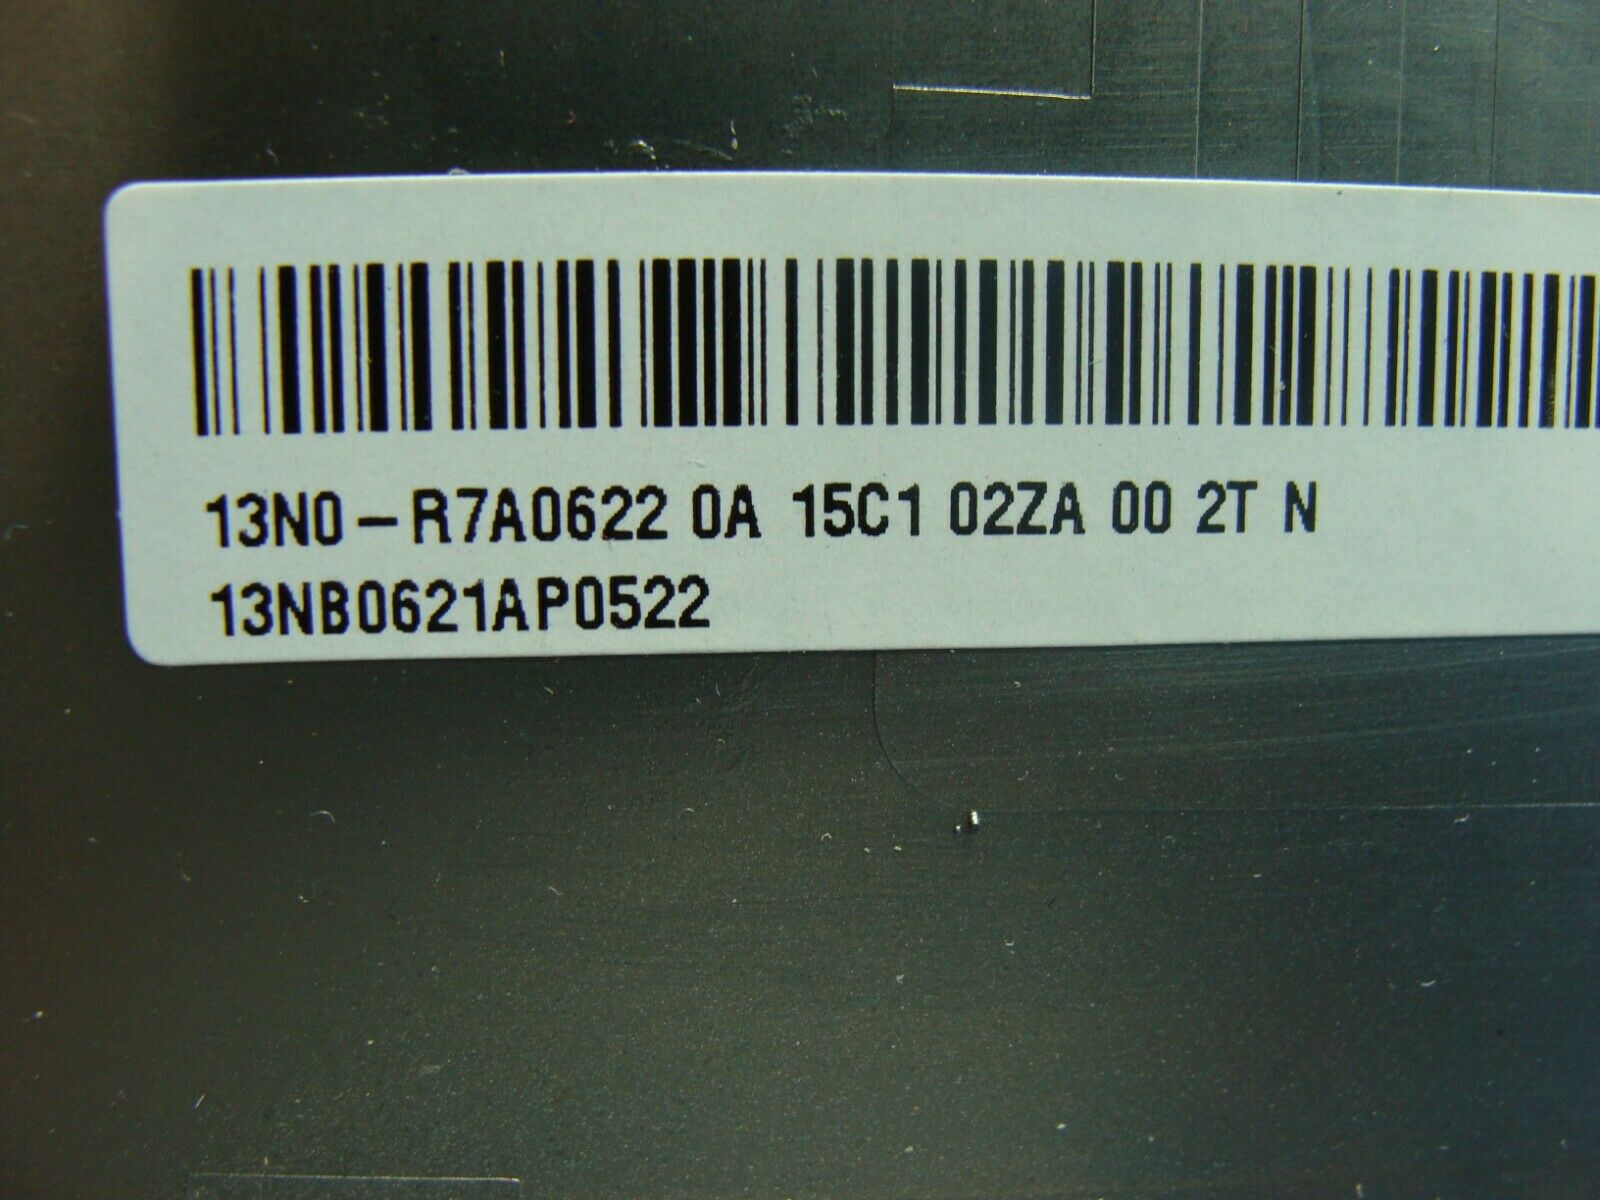 13N0-R7A0622 0A 15C1 02ZA 00 2T N
13NB0621AP0522